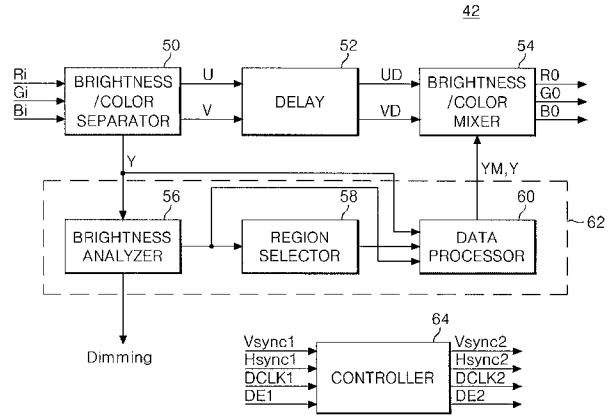 42
50
52
54
Ri
Gi
Bi
BRIGHTNESS
/COLOR
SEPARATOR
U
V
DELAY
UD
VD
BRIGHTNESS
/COLOR
MIXER
R0
G0
B0
Y
YM,Y
56
58
60
62
BRIGHTNESS
ANALYZER
REGION
SELECTOR
DATA
PROCESSOR
Dimming
64
Vsync1
Hsync1
DCLK1
DE1
CONTROLLER
Vsync2
Hsync2
DCLK2
DE2